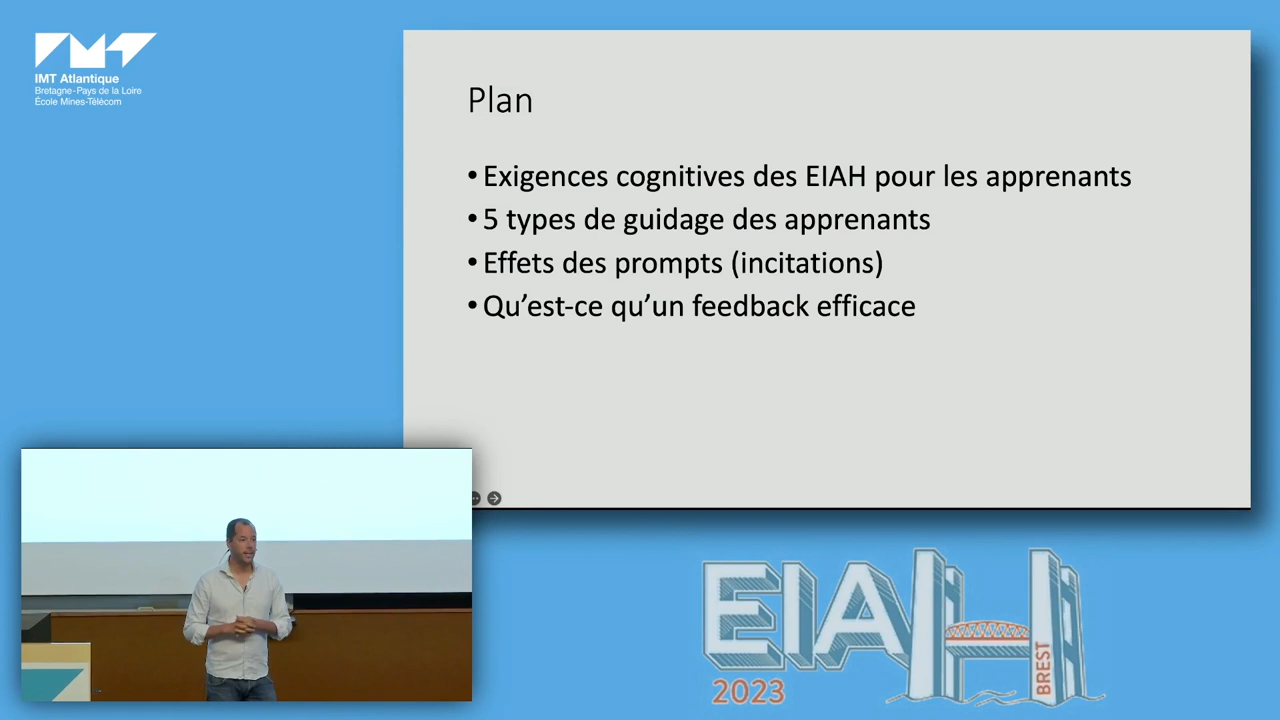 IMT Atlantique
Bretagne-Pays de la Loire
École Mines-Télécom
Plan
• Exigences cognitives des EIAH pour les apprenants
• 5 types de guidage des apprenants
• Effets des prompts (incitations)
• Qu’est-ce qu’un feedback efficace
EIAH
2023
BREST